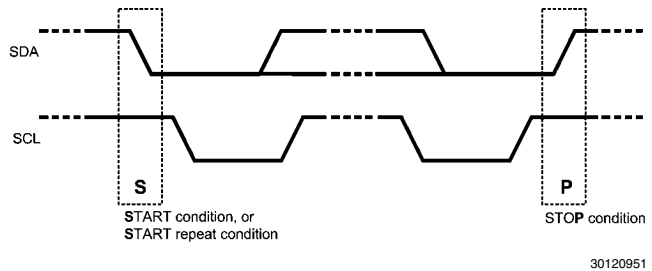 SDA
SCL
S
P
START condition, or
START repeat condition
STOP condition
30120951